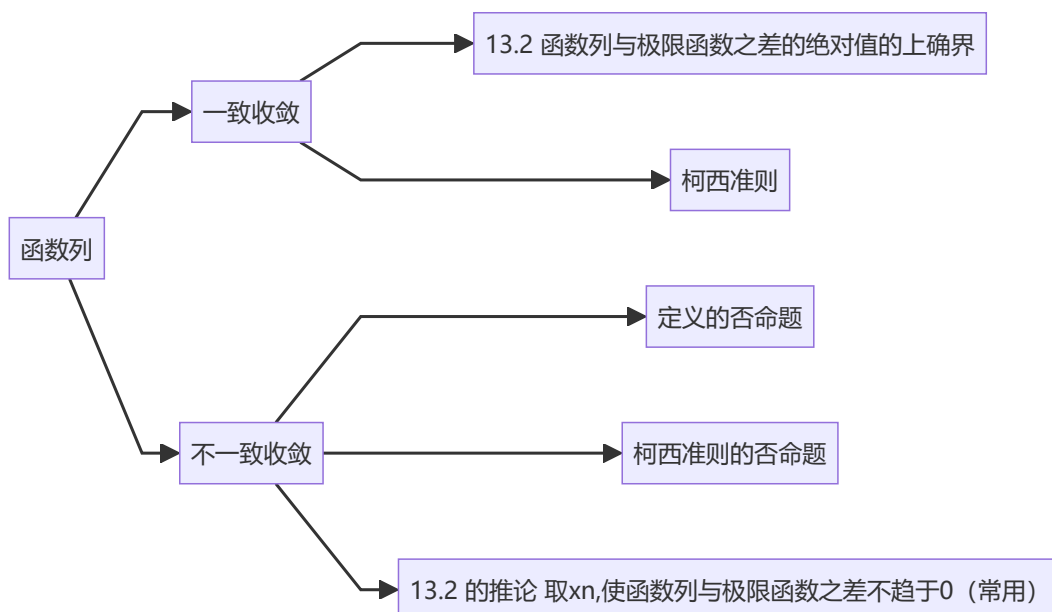 13.2 函数列与极限函数之差的绝对值的上确界
一致收敛
柯西准则
函数列
定义的否命题
不一致收敛
柯西准则的否命题
13.2 的推论 取xn,使函数列与极限函数之差不趋于0（常用）